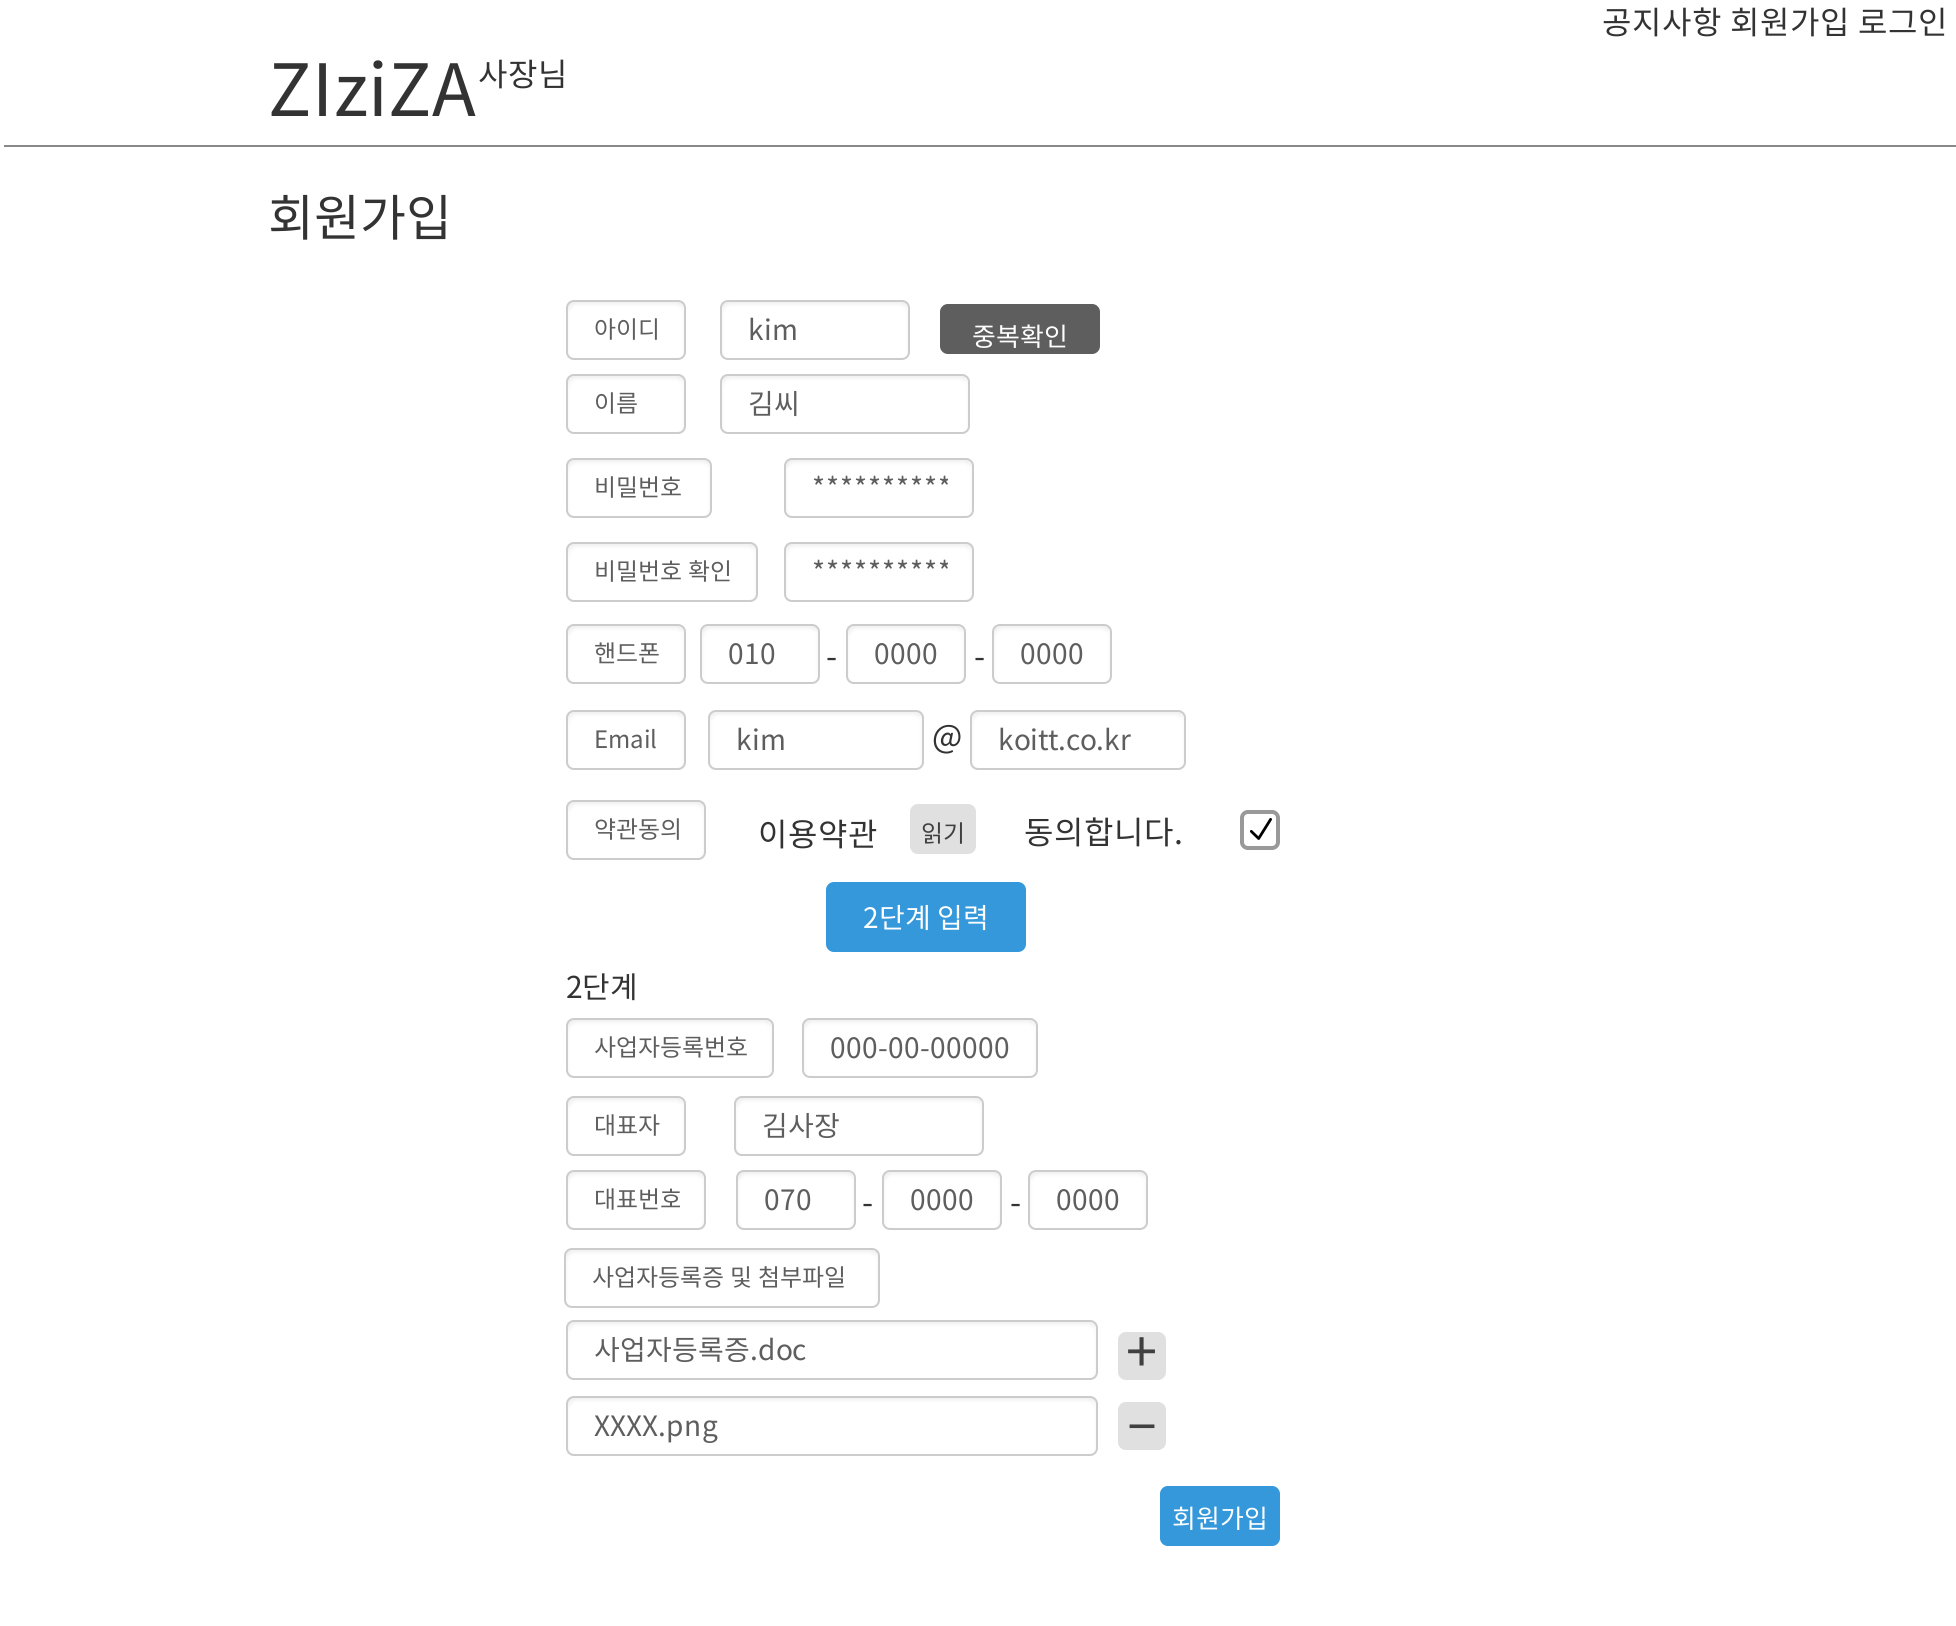 공지사항 회원가입 로그인
ZIziZA 사장님
회원가입
아이디 kim 중복확인
이름 김씨
비밀번호 **********
비밀번호 확인 **********
핸드폰 010 - 0000 - 0000
Email kim @ koitt.co.kr
약관동의 이용약관 읽기 동의합니다.
2단계 입력
2단계
사업자등록번호 000-00-00000
대표자 김사장
대표번호 070 - 0000 - 0000
사업자등록증 및 첨부파일
사업자등록증.doc +
XXXX.png −
회원가입